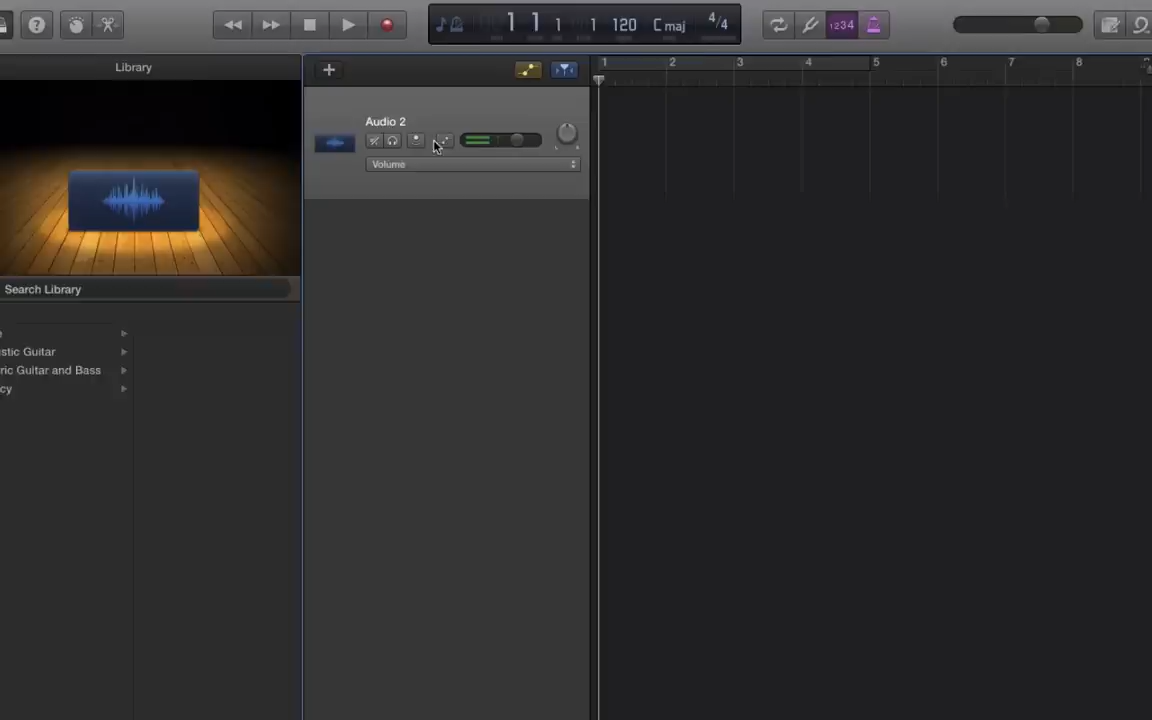 ?
1 1 1 1 120 C maj 4/4
1234
Library
1 2 3 4 5 6 7 8
Audio 2
Volume
Search Library
stic Guitar
ric Guitar and Bass
cy